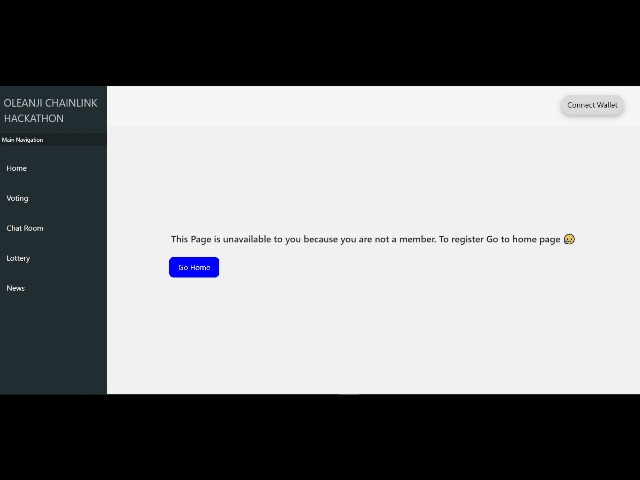 OLEANJI CHAINLINK
HACKATHON
Connect Wallet
Main Navigation
Home
Voting
Chat Room
Lottery
News
This Page is unavailable to you because you are not a member. To register Go to home page 😥
Go Home